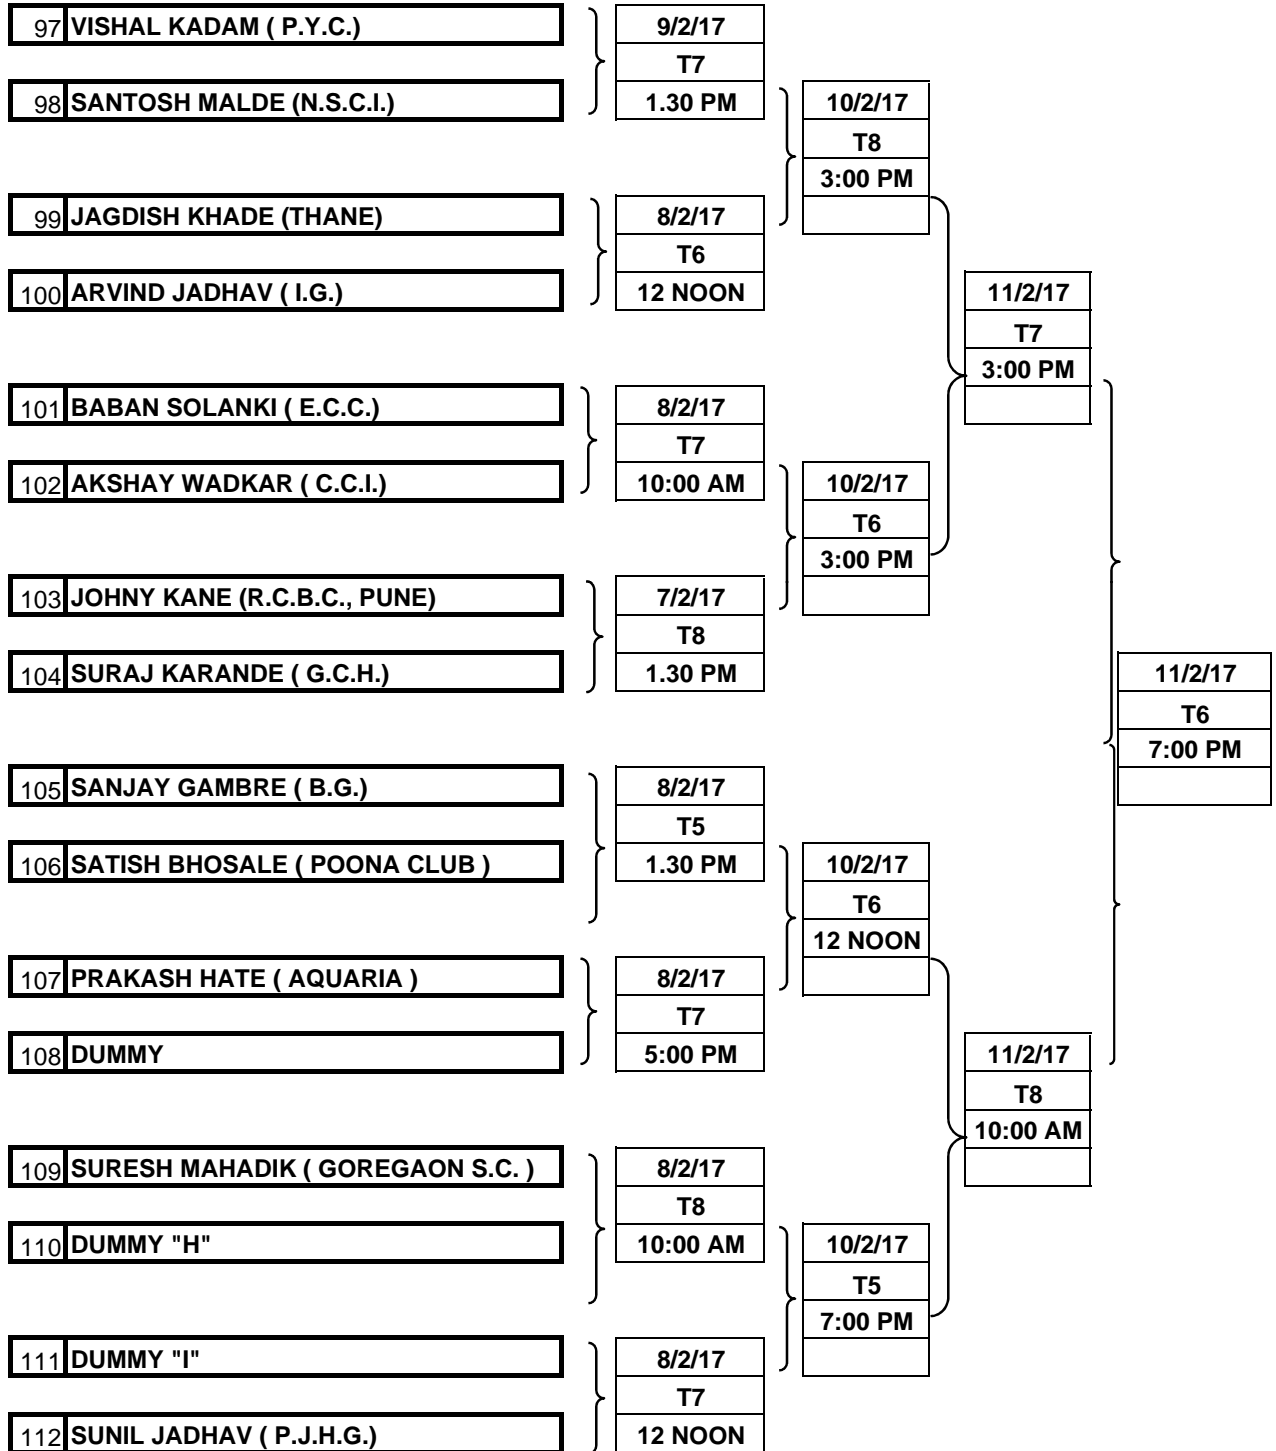 97 VISHAL KADAM ( P.Y.C.) 9/2/17
T7
98 SANTOSH MALDE (N.S.C.I.) 1.30 PM 10/2/17
T8
3:00 PM
99 JAGDISH KHADE (THANE) 8/2/17
T6
100 ARVIND JADHAV ( I.G.) 12 NOON 11/2/17
T7
3:00 PM
101 BABAN SOLANKI ( E.C.C.) 8/2/17
T7
102 AKSHAY WADKAR ( C.C.I.) 10:00 AM 10/2/17
T6
3:00 PM
103 JOHNY KANE (R.C.B.C., PUNE) 7/2/17
T8
104 SURAJ KARANDE ( G.C.H.) 1.30 PM 11/2/17
T6
7:00 PM
105 SANJAY GAMBRE ( B.G.) 8/2/17
T5
106 SATISH BHOSALE ( POONA CLUB ) 1.30 PM 10/2/17
T6
12 NOON
107 PRAKASH HATE ( AQUARIA ) 8/2/17
T7
108 DUMMY 5:00 PM 11/2/17
T8
10:00 AM
109 SURESH MAHADIK ( GOREGAON S.C. ) 8/2/17
T8
110 DUMMY "H" 10:00 AM 10/2/17
T5
7:00 PM
111 DUMMY "I" 8/2/17
T7
112 SUNIL JADHAV ( P.J.H.G.) 12 NOON